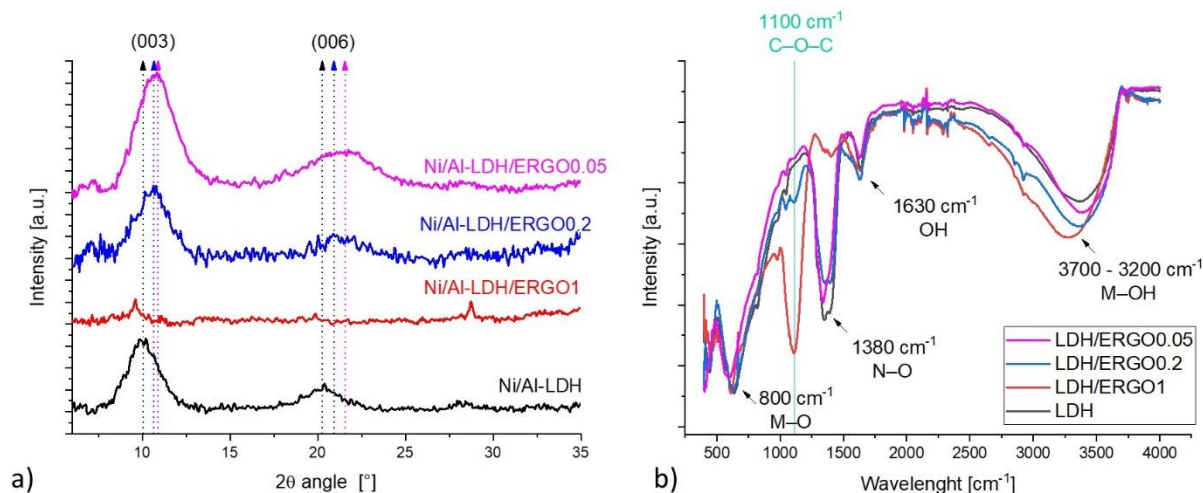 (003)
(006)
Ni/Al-LDH/ERGO0.05
Ni/Al-LDH/ERGO0.2
Ni/Al-LDH/ERGO1
Ni/Al-LDH
Intensity [a.u.]
10
15
20
25
30
35
2θ angle [°]
a)
1100 cm-1
C–O–C
1630 cm-1
OH
3700 - 3200 cm-1
M–OH
1380 cm-1
N–O
800 cm-1
M–O
LDH/ERGO0.05
LDH/ERGO0.2
LDH/ERGO1
LDH
Intensity [a.u.]
500
1000
1500
2000
2500
3000
3500
4000
Wavelenght [cm-1]
b)